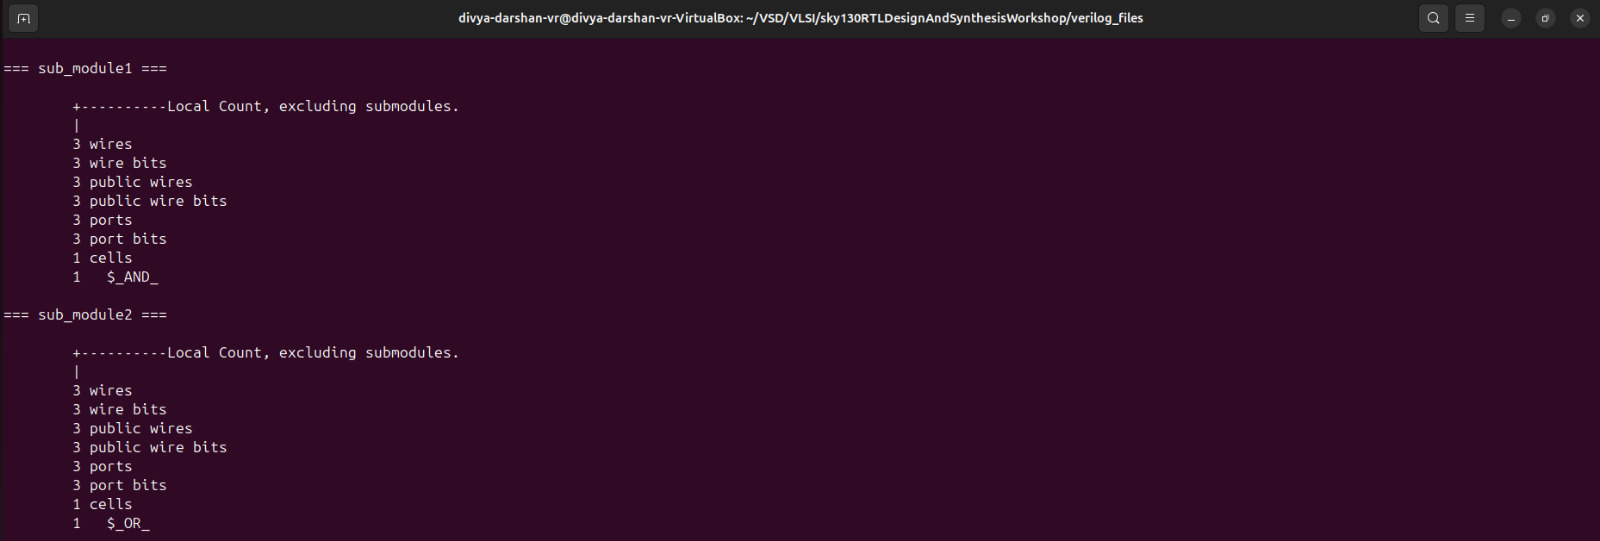 divya-darshan-vr@divya-darshan-vr-VirtualBox: ~/VSD/VLSI/sky130RTLDesignAndSynthesisWorkshop/verilog_files
=== sub_module1 ===
+----------Local Count, excluding submodules.
|
3 wires
3 wire bits
3 public wires
3 public wire bits
3 ports
3 port bits
1 cells
1   $_AND_
=== sub_module2 ===
+----------Local Count, excluding submodules.
|
3 wires
3 wire bits
3 public wires
3 public wire bits
3 ports
3 port bits
1 cells
1   $_OR_